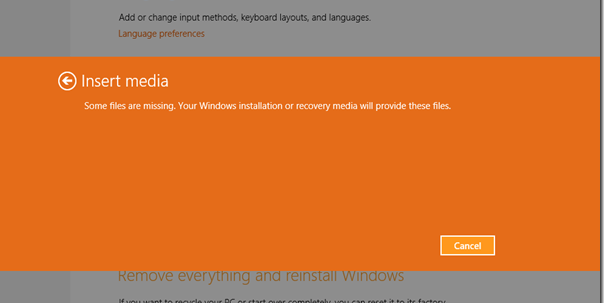 Add or change input methods, keyboard layouts, and languages.
Language preferences
Insert media
Some files are missing. Your Windows installation or recovery media will provide these files.
Cancel
Remove everything and reinstall Windows
If you want to recycle your PC or start over completely, you can reset it to its factory